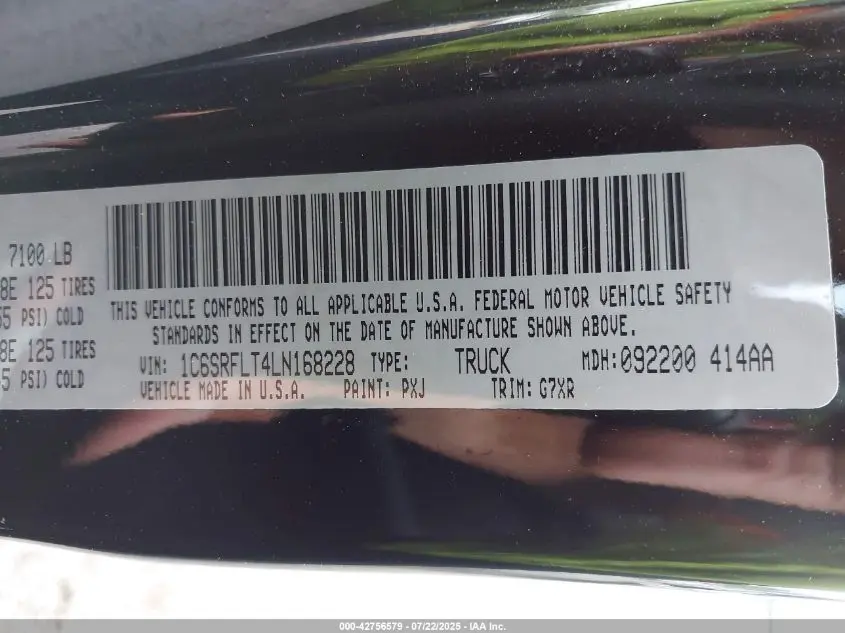 7100 LB
8E 125 TIRES
PSI) COLD
8E 125 TIRES
PSI) COLD
THIS VEHICLE CONFORMS TO ALL APPLICABLE U.S.A. FEDERAL MOTOR VEHICLE SAFETY
STANDARDS IN EFFECT ON THE DATE OF MANUFACTURE SHOWN ABOVE.
VIN: 1C6SRFLT4LN168228 TYPE: TRUCK MDH:092200 414AA
VEHICLE MADE IN U.S.A. PAINT: PXJ TRIM: G7XR
000-42756579 - 07/22/2025 - IAA Inc.